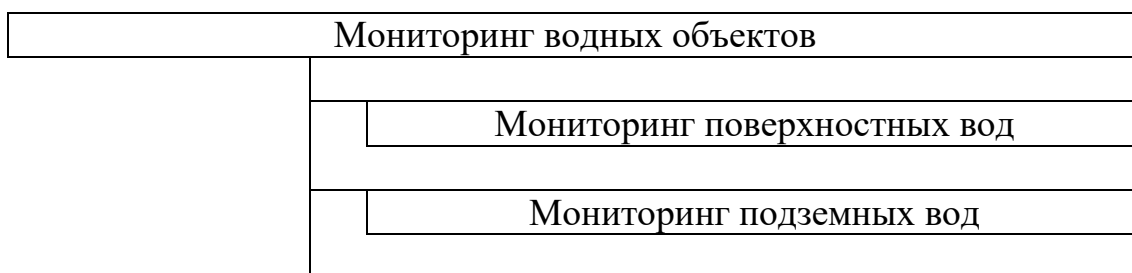 Мониторинг водных объектов
Мониторинг поверхностных вод
Мониторинг подземных вод